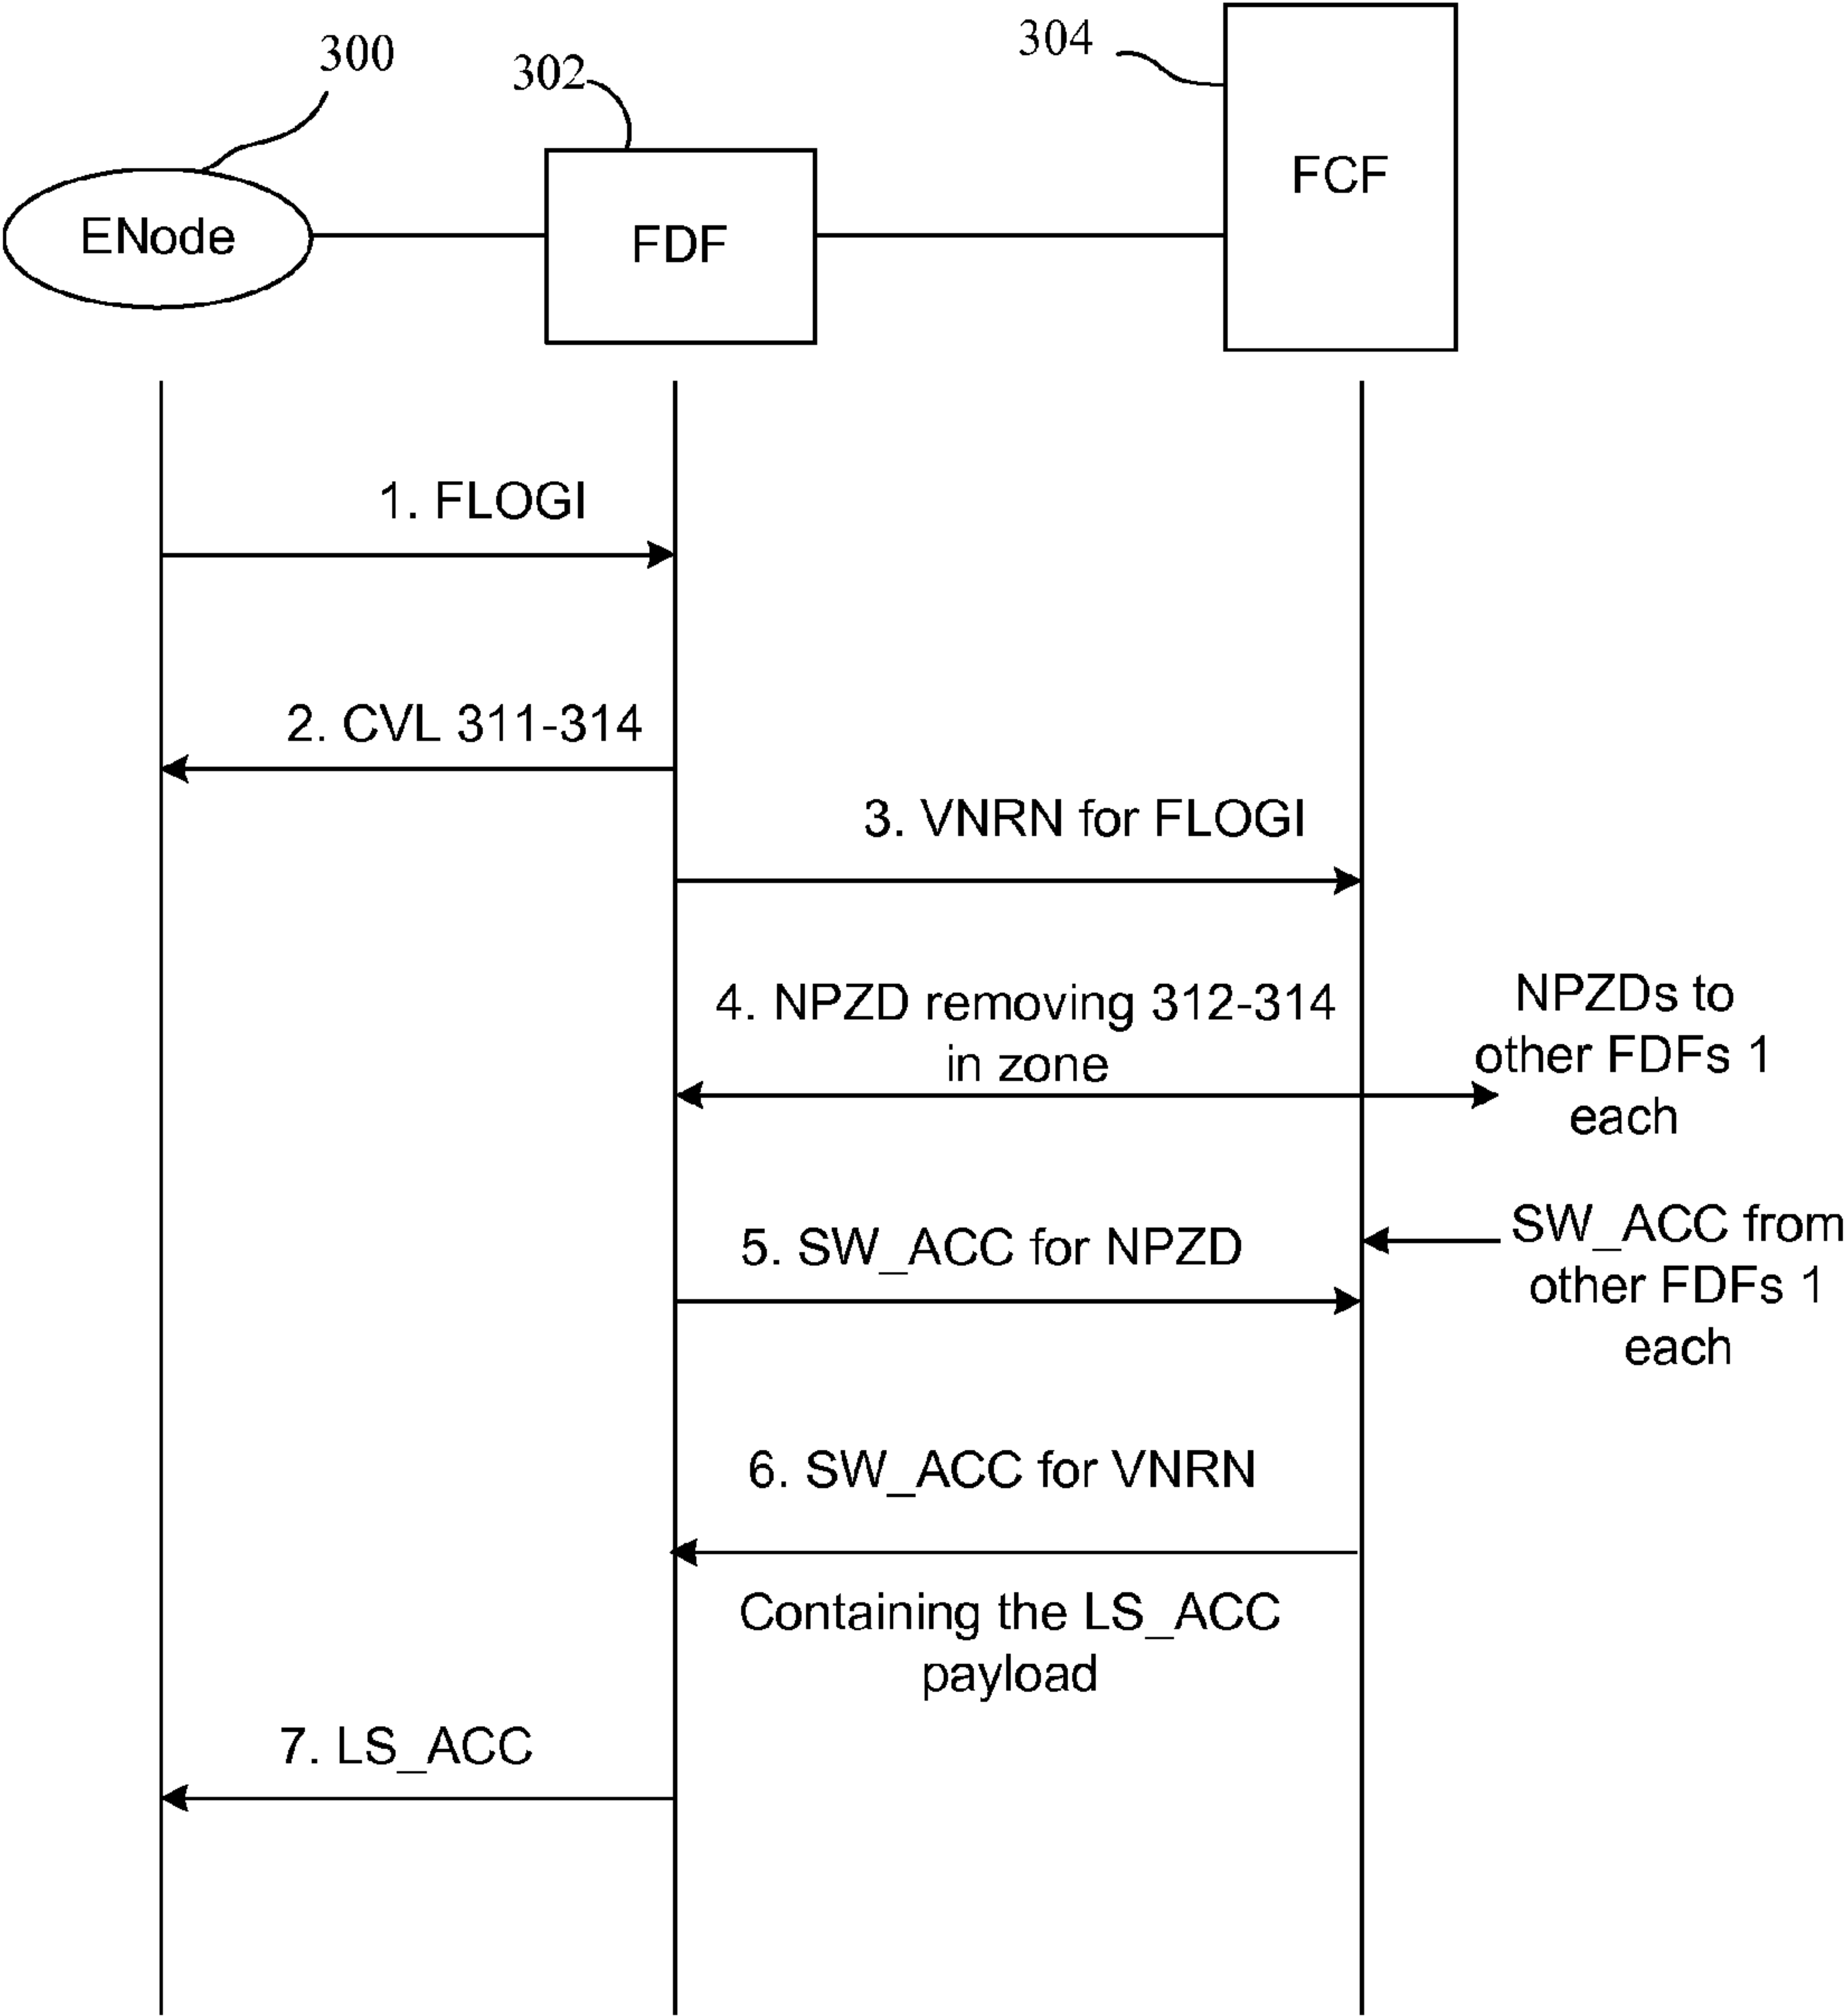 300
302
304
ENode
FDF
FCF
1. FLOGI
2. CVL 311-314
3. VNRN for FLOGI
4. NPZD removing 312-314
in zone
NPZDs to
other FDFs 1
each
5. SW_ACC for NPZD
SW_ACC from
other FDFs 1
each
6. SW_ACC for VNRN
Containing the LS_ACC
payload
7. LS_ACC